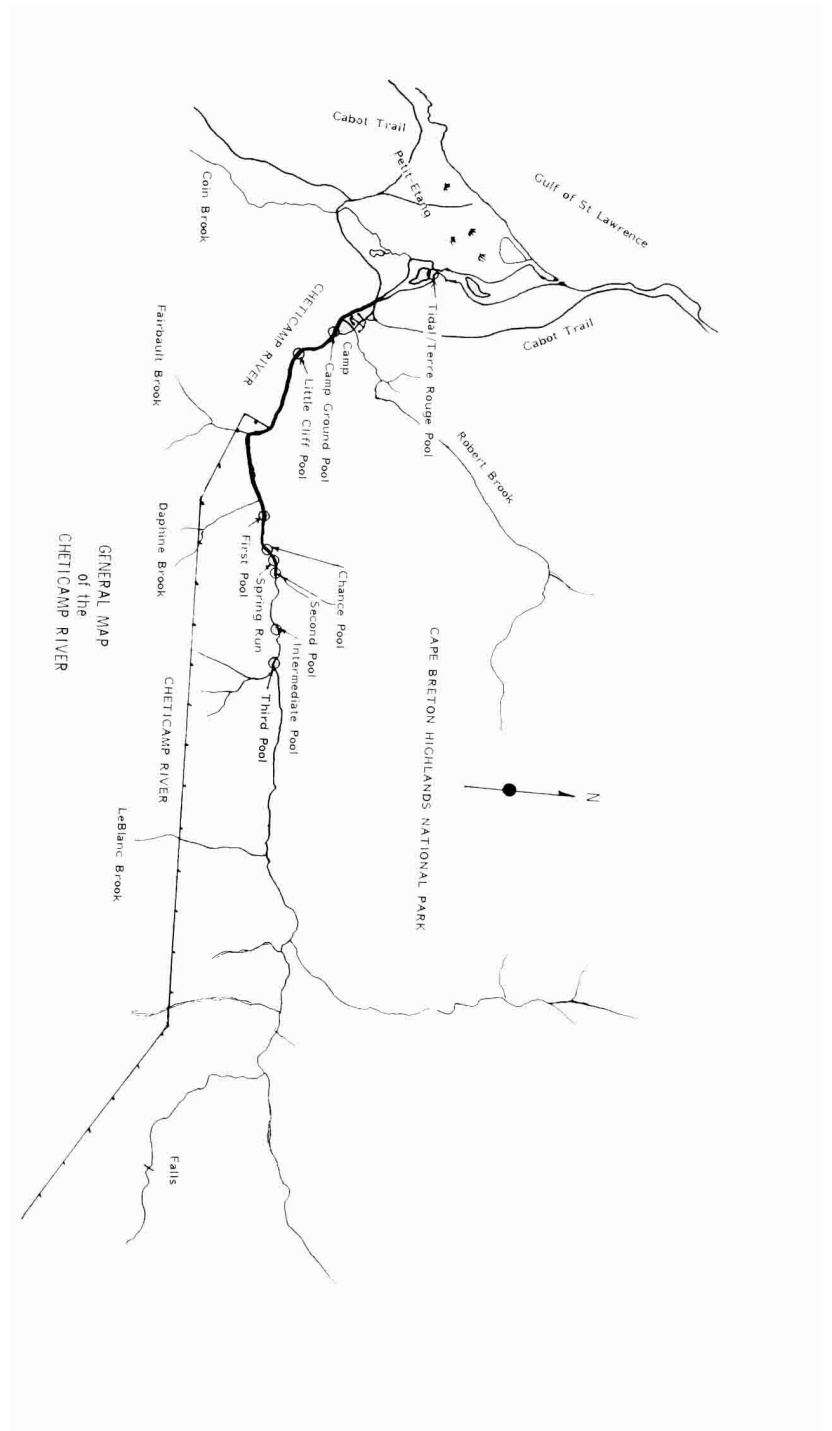 Gulf of St Lawrence
Cabot Trail
Petit-Etang
Coin Brook
Cabot Trail
Tidal/Terre Rouge Pool
CHETICAMP RIVER
Camp
Camp Ground Pool
Little Cliff Pool
Robert Brook
Fairbault Brook
Daphine Brook
First Pool
Spring Run
Chance Pool
Second Pool
Intermediate Pool
Third Pool
CAPE BRETON HIGHLANDS NATIONAL PARK
N
CHETICAMP RIVER
LeBlanc Brook
Falls
GENERAL MAP
of the
CHETICAMP RIVER